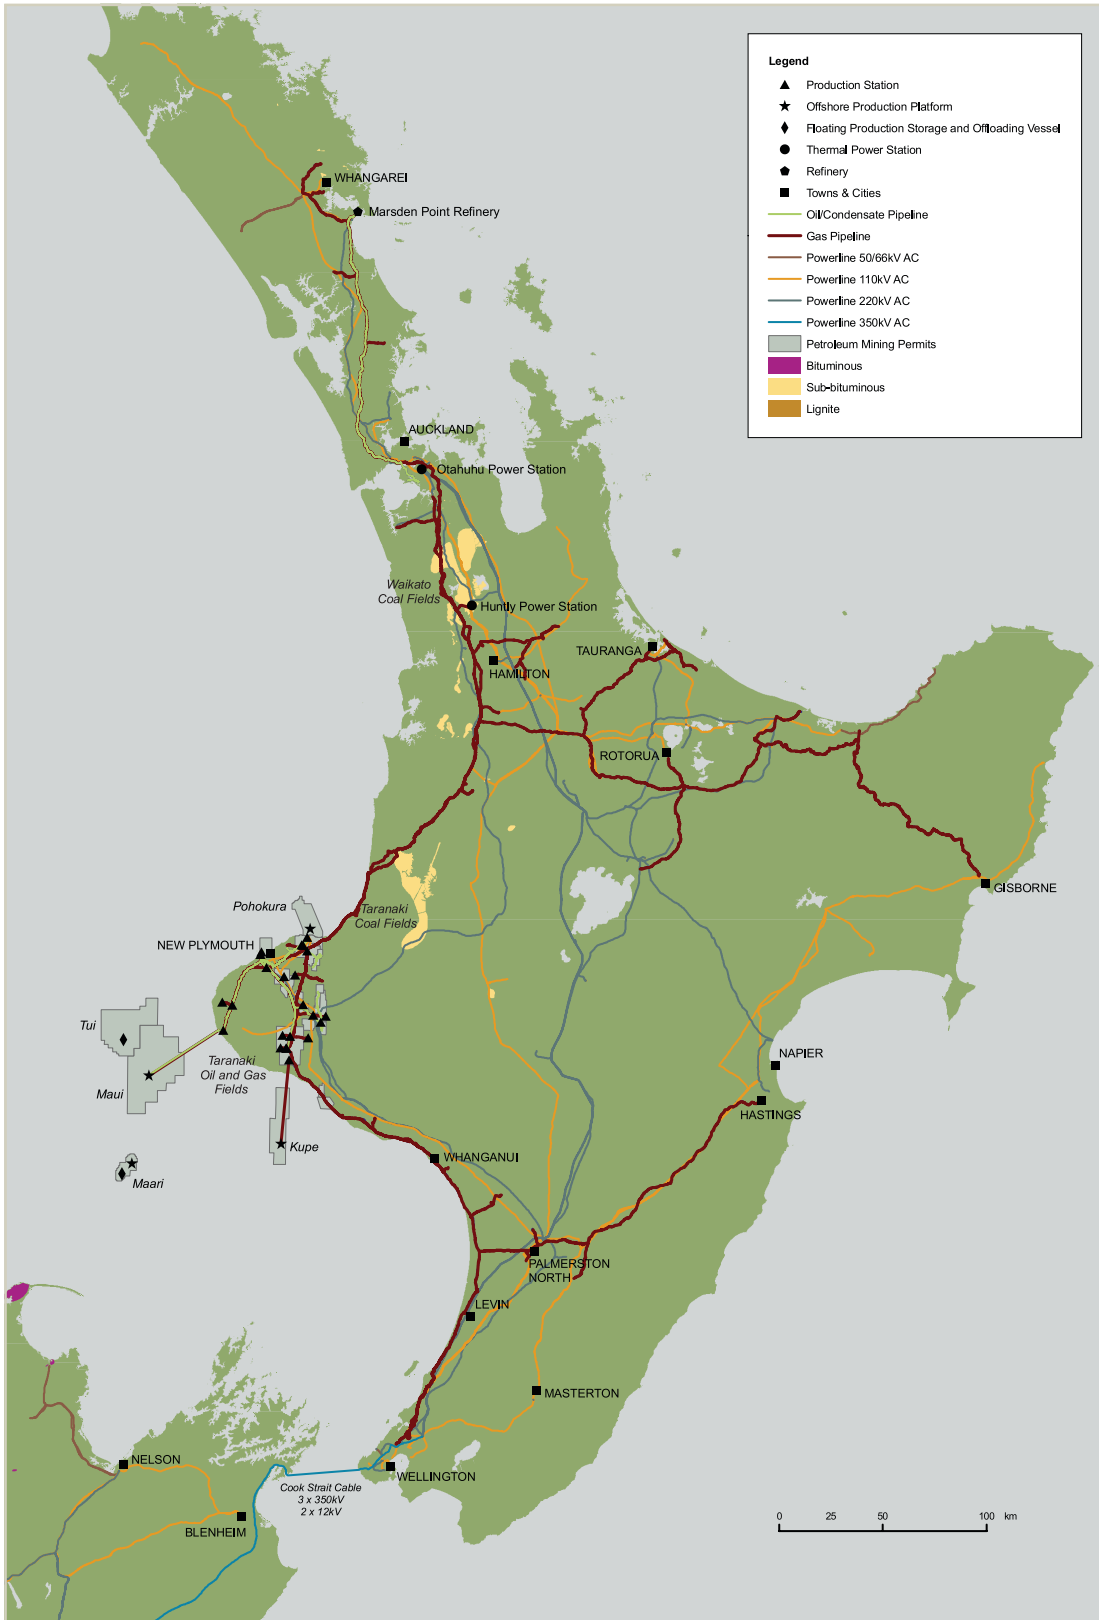 Legend
Production Station
Offshore Production Platform
Floating Production Storage and Offloading Vessel
Thermal Power Station
Refinery
Towns & Cities
Oil/Condensate Pipeline
Gas Pipeline
Powerline 50/66kV AC
Powerline 110kV AC
Powerline 220kV AC
Powerline 350kV AC
Petroleum Mining Permits
Bituminous
Sub-bituminous
Lignite
WHANGAREI
Marsden Point Refinery
AUCKLAND
Otahuhu Power Station
Waikato
Coal Fields
Huntly Power Station
TAURANGA
HAMILTON
ROTORUA
GISBORNE
Pohokura
Taranaki
Coal Fields
NEW PLYMOUTH
Tui
Maui
Taranaki
Oil and Gas
Fields
NAPIER
HASTINGS
Kupe
Maari
WHANGANUI
PALMERSTON
NORTH
LEVIN
MASTERTON
NELSON
WELLINGTON
Cook Strait Cable
3 x 350kV
2 x 12kV
BLENHEIM
0 25 50 100 km